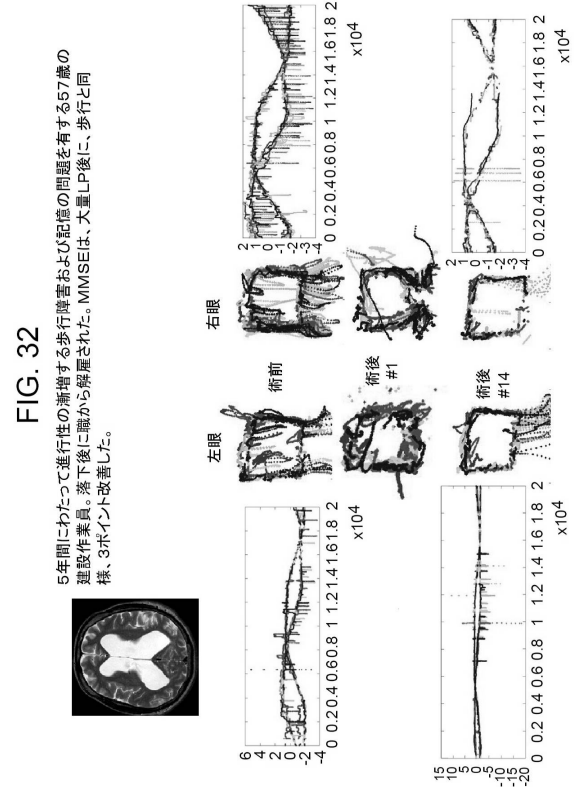 FIG. 32
5年間にわたって進行性の漸増する歩行障害および記憶の問題を有する57歳の
建設作業員。落下後に職から解雇された。MMSEは、大量LP後に、歩行と同
様、3ポイント改善した。
左眼
右眼
術前
6
4
2
0
-2
-4
0 0.2 0.4 0.6 0.8 1 1.2 1.4 1.6 1.8 2
x10⁴
2
1
0
-1
-2
-3
-4
0 0.2 0.4 0.6 0.8 1 1.2 1.4 1.6 1.8 2
x10⁴
術後
#1
術後
#14
15
10
5
0
-5
-10
-15
-20
0 0.2 0.4 0.6 0.8 1 1.2 1.4 1.6 1.8 2
x10⁴
2
1
0
-1
-2
-3
-4
0 0.2 0.4 0.6 0.8 1 1.2 1.4 1.6 1.8 2
x10⁴